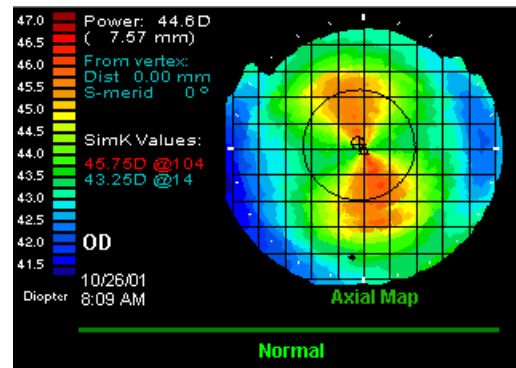 47.0
46.5
46.0
45.5
45.0
44.5
44.0
43.5
43.0
42.5
42.0
41.5
Diopter
Power: 44.6D
( 7.57 mm)
From vertex:
Dist 0.00 mm
S-merid 0 º
SimK Values:
45.75D @104
43.25D @14
OD
10/26/01
8:09 AM
Axial Map
Normal